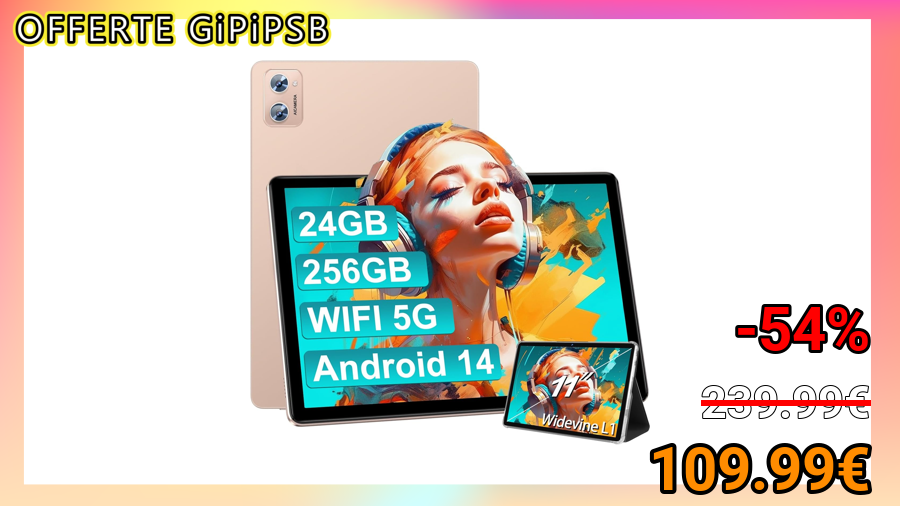 OFFERTE GiPiPSB
24GB
256GB
WIFI 5G
Android 14
11"
Widevine L1
-54%
239.99€
109.99€